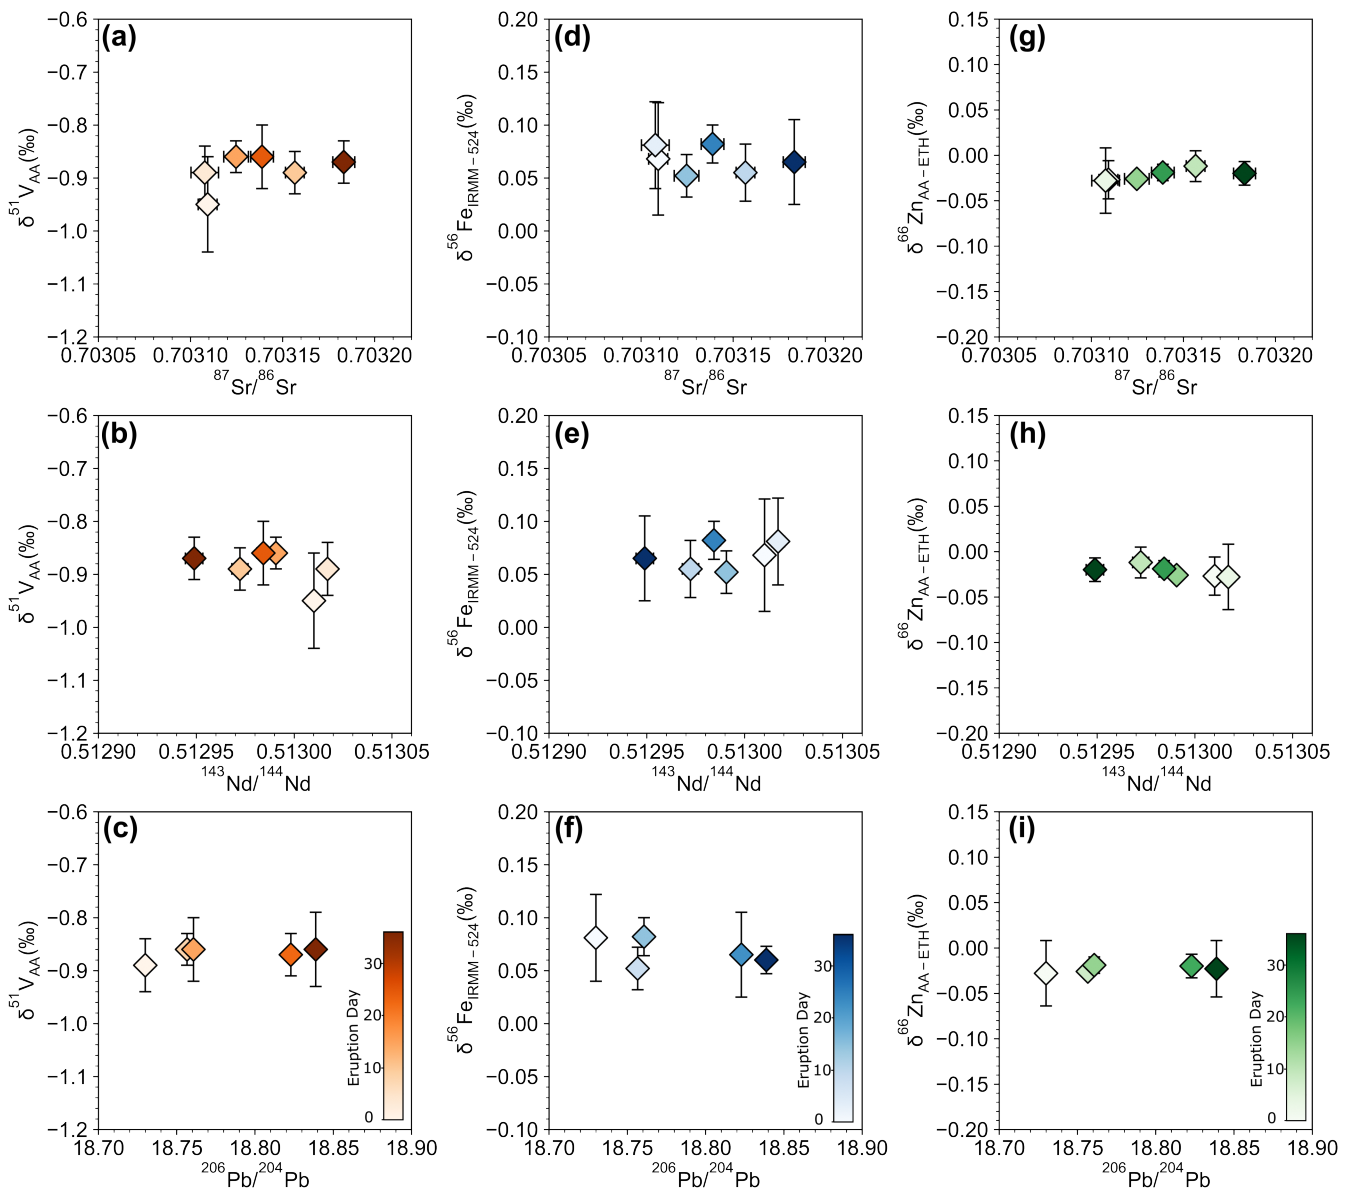 (a)
−0.6
−0.7
−0.8
−0.9
−1.0
−1.1
−1.2
δ51VAA(‰)
0.70305 0.70310 0.70315 0.70320
87Sr/86Sr
(d)
0.20
0.15
0.10
0.05
0.00
−0.05
−0.10
δ56FeIRMM−524(‰)
0.70305 0.70310 0.70315 0.70320
87Sr/86Sr
(g)
0.15
0.10
0.05
0.00
−0.05
−0.10
−0.15
−0.20
δ66ZnAA−ETH(‰)
0.70305 0.70310 0.70315 0.70320
87Sr/86Sr
(b)
−0.6
−0.7
−0.8
−0.9
−1.0
−1.1
−1.2
δ51VAA(‰)
0.51290 0.51295 0.51300 0.51305
143Nd/144Nd
(e)
0.20
0.15
0.10
0.05
0.00
−0.05
−0.10
δ56FeIRMM−524(‰)
0.51290 0.51295 0.51300 0.51305
143Nd/144Nd
(h)
0.15
0.10
0.05
0.00
−0.05
−0.10
−0.15
−0.20
δ66ZnAA−ETH(‰)
0.51290 0.51295 0.51300 0.51305
143Nd/144Nd
(c)
−0.6
−0.7
−0.8
−0.9
−1.0
−1.1
−1.2
δ51VAA(‰)
Eruption Day
30
20
10
0
18.70 18.75 18.80 18.85 18.90
206Pb/204Pb
(f)
0.20
0.15
0.10
0.05
0.00
−0.05
−0.10
δ56FeIRMM−524(‰)
Eruption Day
30
20
10
0
18.70 18.75 18.80 18.85 18.90
206Pb/204Pb
(i)
0.15
0.10
0.05
0.00
−0.05
−0.10
−0.15
−0.20
δ66ZnAA−ETH(‰)
Eruption Day
30
20
10
0
18.70 18.75 18.80 18.85 18.90
206Pb/204Pb